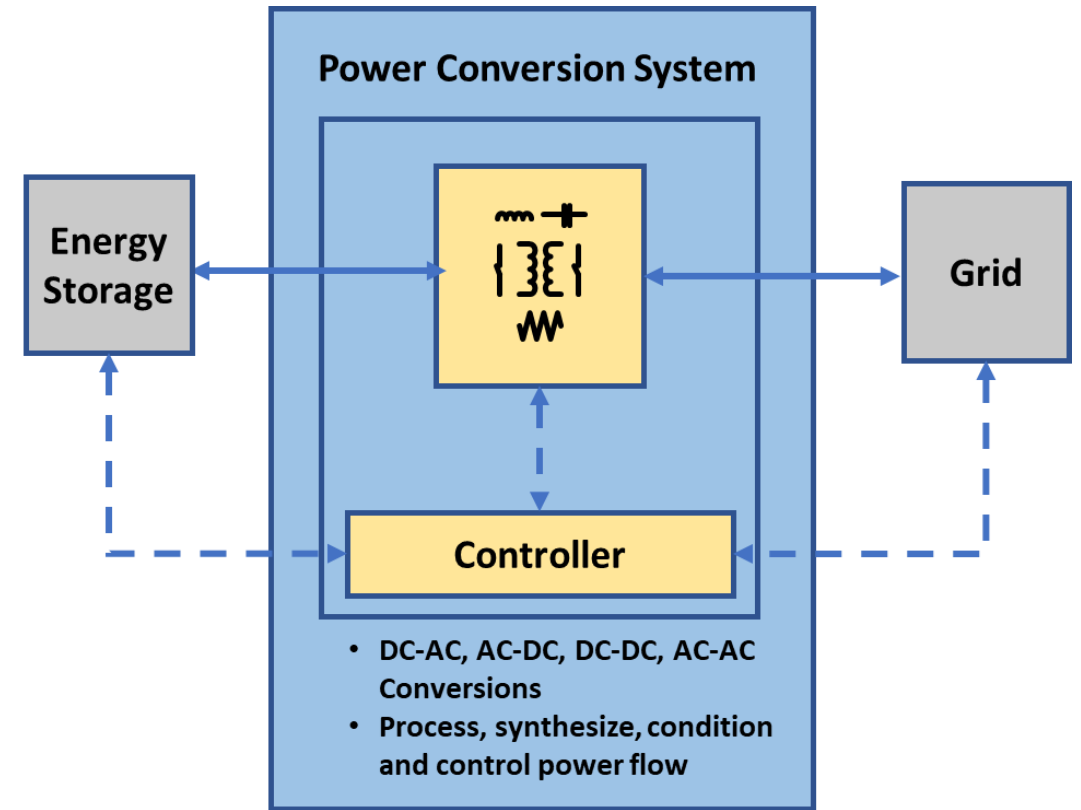 Power Conversion System
Energy
Storage
Grid
Controller
• DC-AC, AC-DC, DC-DC, AC-AC
Conversions
• Process, synthesize, condition
and control power flow